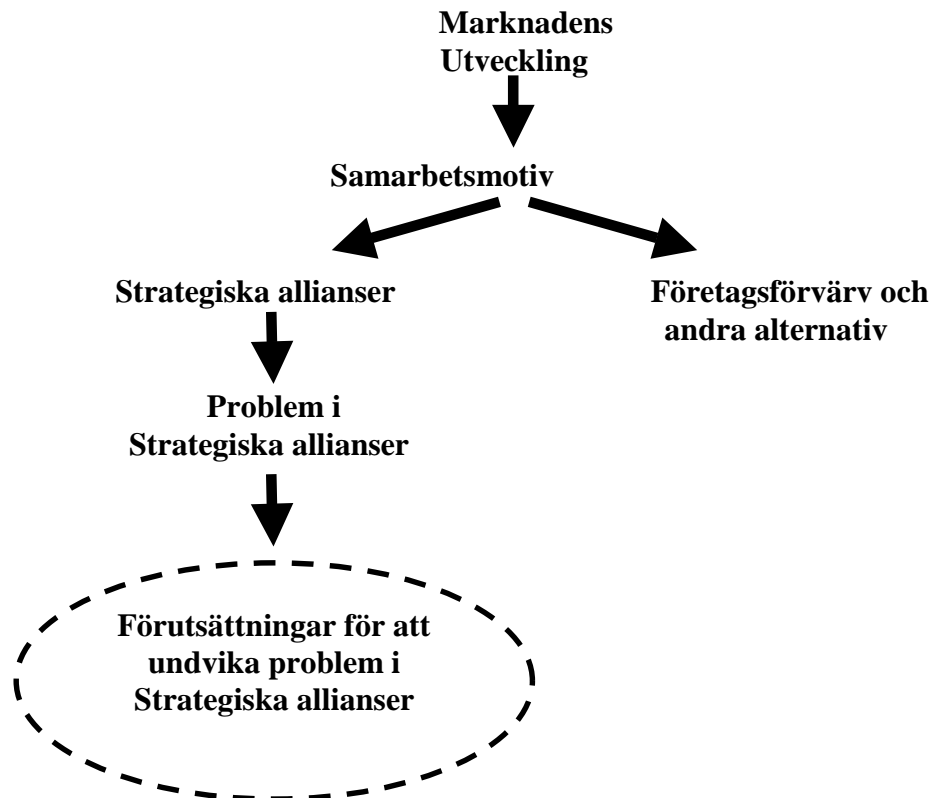 Marknadens
Utveckling
Samarbetsmotiv
Strategiska allianser
Företagsförvärv och
andra alternativ
Problem i
Strategiska allianser
Förutsättningar för att
undvika problem i
Strategiska allianser